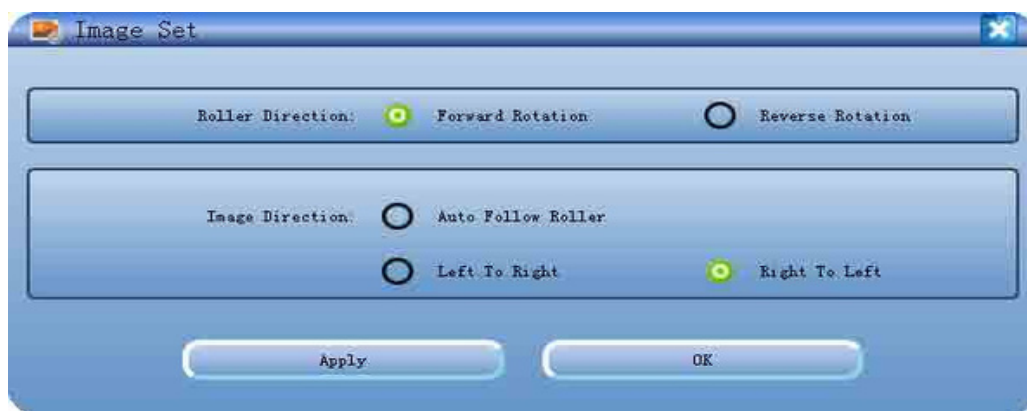 Image Set
Roller Direction: Forward Rotation Reverse Rotation
Image Direction: Auto Follow Roller
Left To Right Right To Left
Apply OK